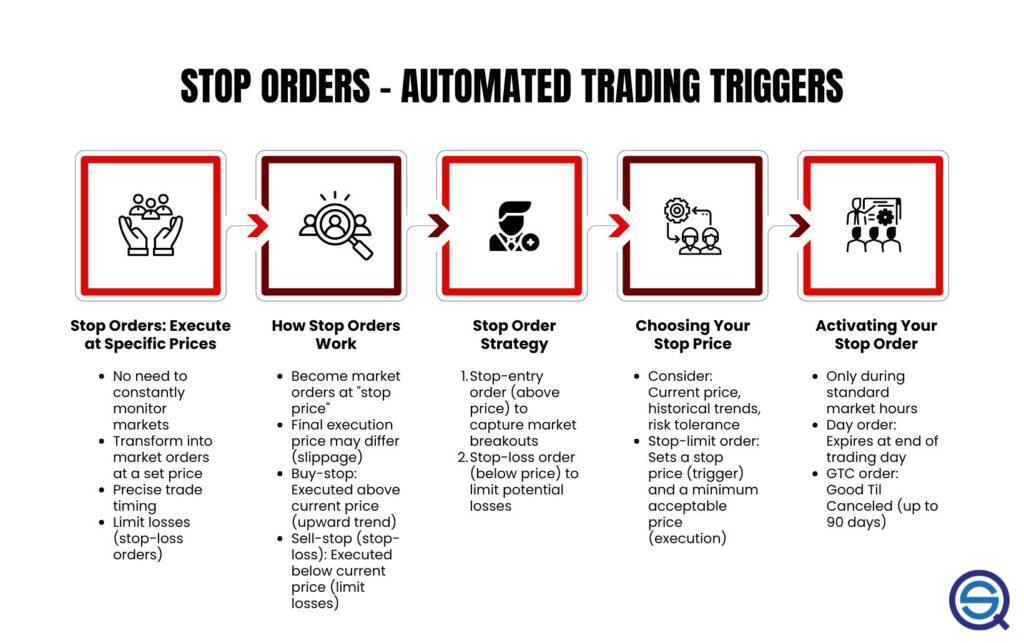 STOP ORDERS - AUTOMATED TRADING TRIGGERS
Stop Orders: Execute
at Specific Prices
• No need to
constantly
monitor
markets
• Transform into
market orders
at a set price
• Precise trade
timing
• Limit losses
(stop-loss
orders)
How Stop Orders
Work
• Become market
orders at "stop
price"
• Final execution
price may differ
(slippage)
• Buy-stop:
Executed above
current price
(upward trend)
• Sell-stop (stop-
loss): Executed
below current
price (limit
losses)
Stop Order
Strategy
1. Stop-entry
order (above
price) to
capture market
breakouts
2. Stop-loss order
(below price) to
limit potential
losses
Choosing Your
Stop Price
• Consider:
Current price,
historical trends,
risk tolerance
• Stop-limit order:
Sets a stop
price (trigger)
and a minimum
acceptable
price
(execution)
Activating Your
Stop Order
• Only during
standard
market hours
• Day order:
Expires at end of
trading day
• GTC order:
Good Til
Canceled (up to
90 days)